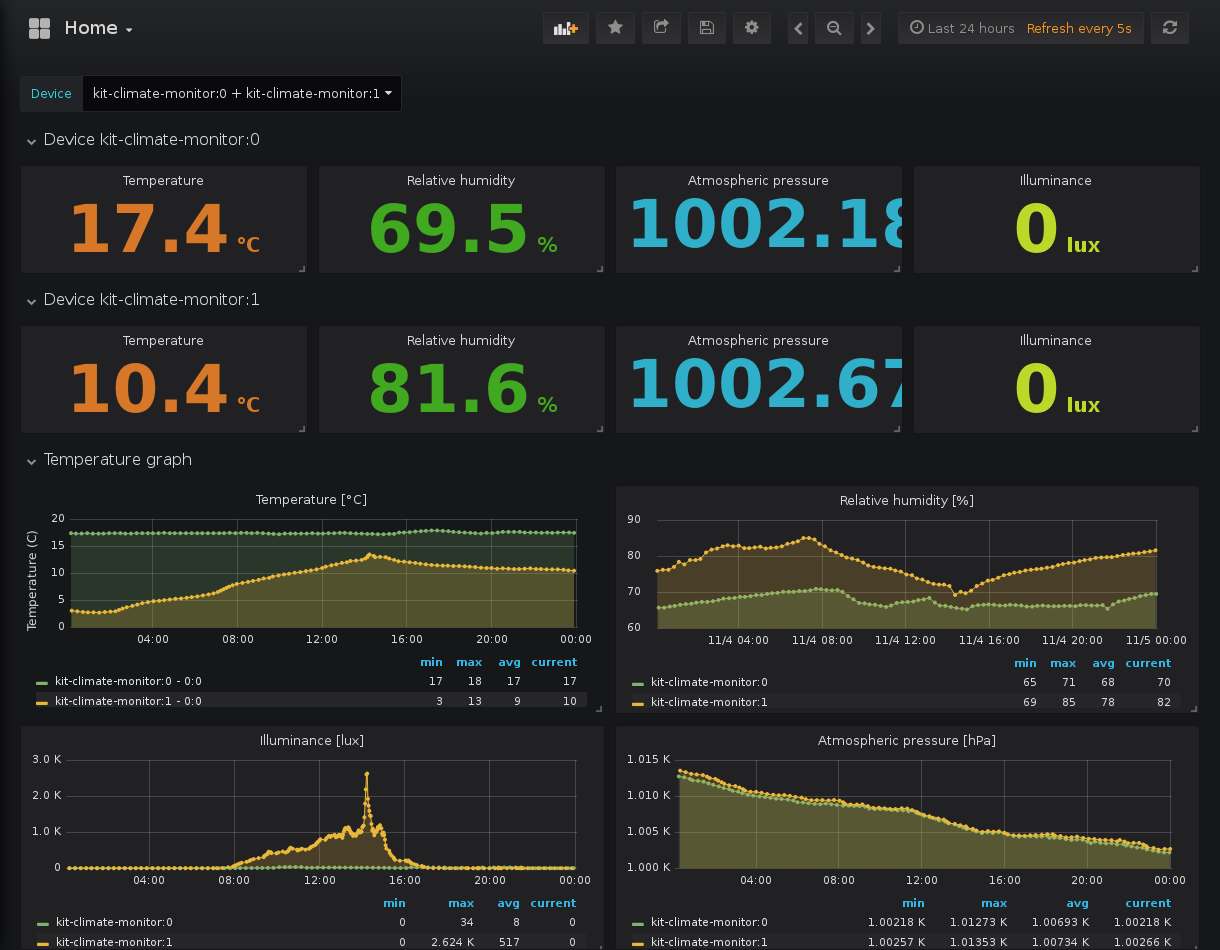 Home
Last 24 hours Refresh every 5s
Device kit-climate-monitor:0 + kit-climate-monitor:1
Device kit-climate-monitor:0
Temperature Relative humidity Atmospheric pressure Illuminance
17.4 °C 69.5 % 1002.18 0 lux
Device kit-climate-monitor:1
Temperature Relative humidity Atmospheric pressure Illuminance
10.4 °C 81.6 % 1002.67 0 lux
Temperature graph
Temperature [°C]
Temperature (C)
20
15
10
5
0
04:00 08:00 12:00 16:00 20:00 00:00
min max avg current
kit-climate-monitor:0 - 0:0 17 18 17 17
kit-climate-monitor:1 - 0:0 3 13 9 10
Relative humidity [%]
90
80
70
60
11/4 04:00 11/4 08:00 11/4 12:00 11/4 16:00 11/4 20:00 11/5 00:00
min max avg current
kit-climate-monitor:0 65 71 68 70
kit-climate-monitor:1 69 85 78 82
Illuminance [lux]
3.0 K
2.0 K
1.0 K
0
04:00 08:00 12:00 16:00 20:00 00:00
min max avg current
kit-climate-monitor:0 0 34 8 0
kit-climate-monitor:1 0 2.624 K 517 0
Atmospheric pressure [hPa]
1.015 K
1.010 K
1.005 K
1.000 K
04:00 08:00 12:00 16:00 20:00 00:00
min max avg current
kit-climate-monitor:0 1.00218 K 1.01273 K 1.00693 K 1.00218 K
kit-climate-monitor:1 1.00257 K 1.01353 K 1.00734 K 1.00266 K